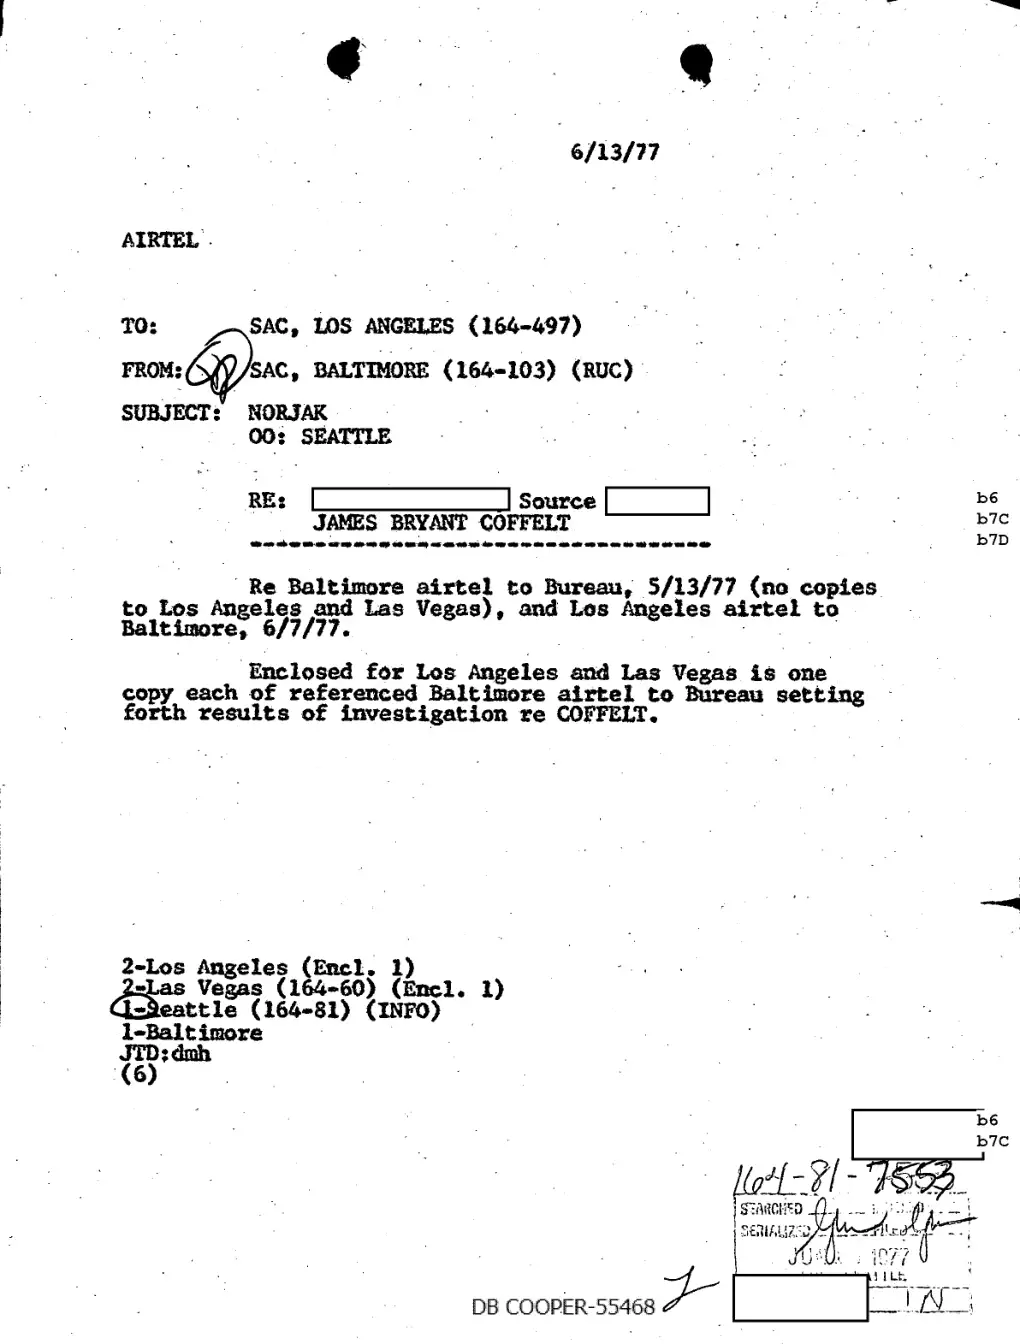 6/13/77
AIRTEL
TO: SAC, LOS ANGELES (164-497)
FROM: SAC, BALTIMORE (164-103) (RUC)
SUBJECT: NORJAK
OO: SEATTLE
RE: Source
JAMES BRYANT COFFELT
b6
b7C
b7D
Re Baltimore airtel to Bureau, 5/13/77 (no copies
to Los Angeles and Las Vegas), and Los Angeles airtel to
Baltimore, 6/7/77.
Enclosed for Los Angeles and Las Vegas is one
copy each of referenced Baltimore airtel to Bureau setting
forth results of investigation re COFFELT.
2-Los Angeles (Encl. 1)
2-Las Vegas (164-60) (Encl. 1)
1-Seattle (164-81) (INFO)
1-Baltimore
JTD:dmh
(6)
b6
b7C
164-81-7553
SEARCHED
SERIALIZED
1977
DB COOPER-55468